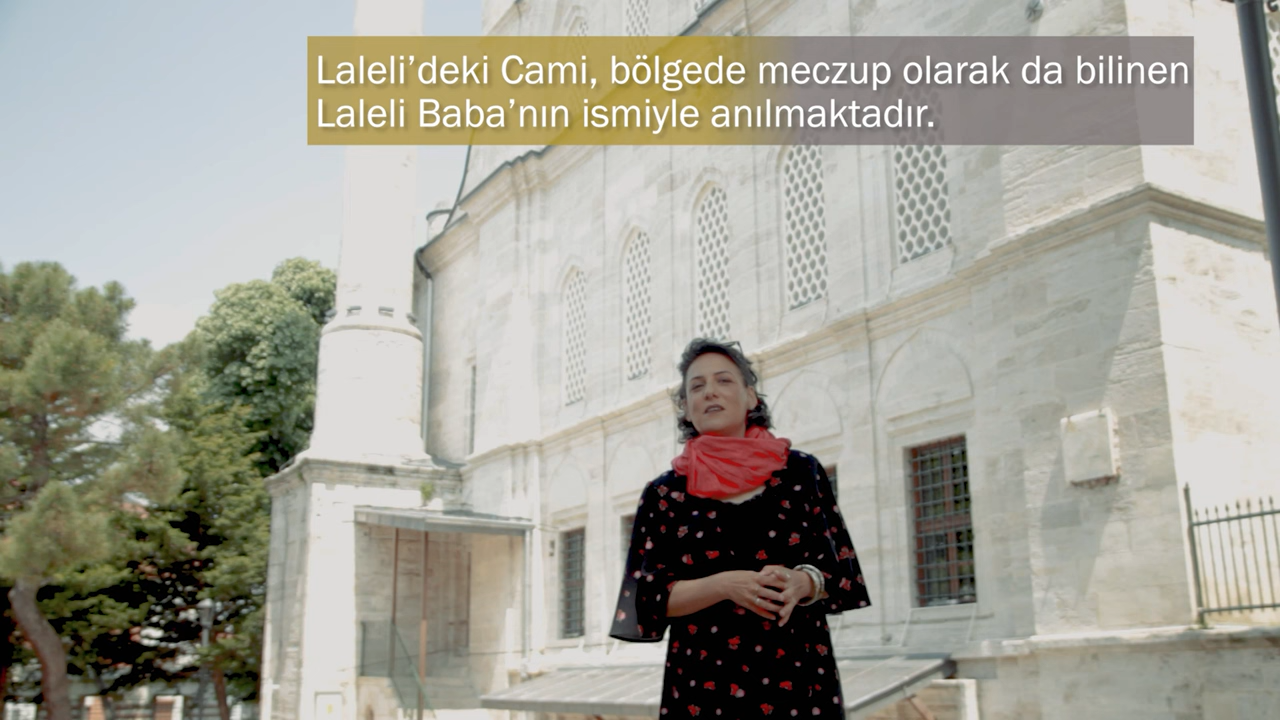 Laleli’deki Cami, bölgede meczup olarak da bilinen
Laleli Baba’nın ismiyle anılmaktadır.